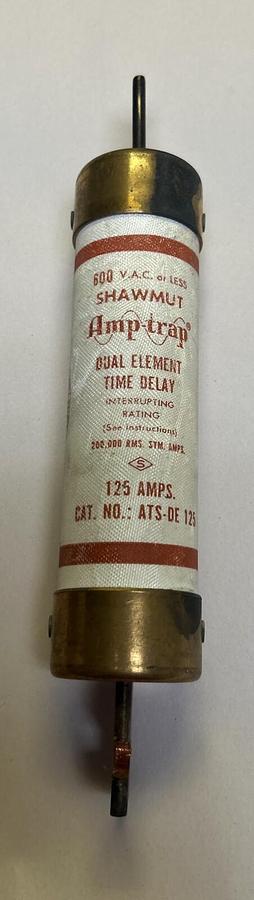 600 V.A.C. or LESS
SHAWMUT
Amp-trap®
DUAL ELEMENT
TIME DELAY
INTERRUPTING
RATING
(See instructions)
200,000 RMS. SYM. AMPS.
S
125 AMPS.
CAT. NO.: ATS-DE 125